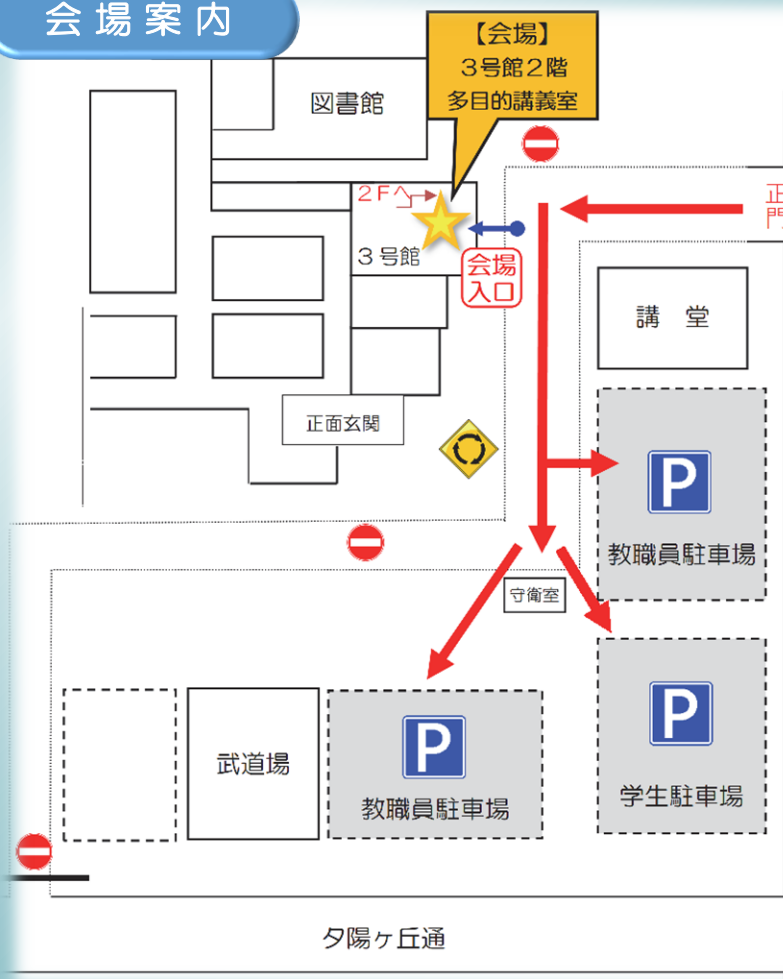 会場案内
【会場】
3号館2階
多目的講義室
図書館
2Fへ
正門
3号館
会場
入口
講 堂
正面玄関
P
教職員駐車場
守衛室
P
学生駐車場
武道場
P
教職員駐車場
夕陽ヶ丘通